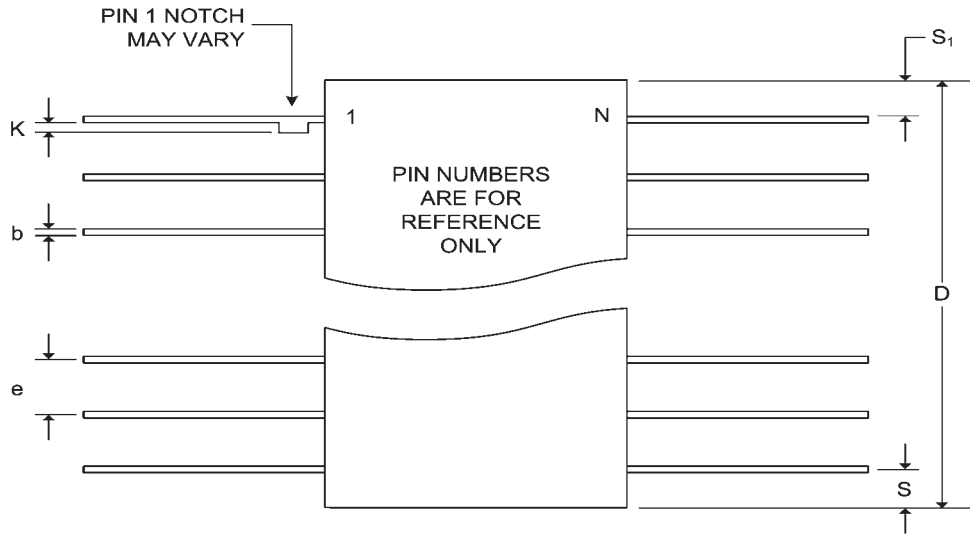 PIN 1 NOTCH
MAY VARY
S₁
K
1
N
PIN NUMBERS
ARE FOR
REFERENCE
ONLY
b
D
e
S